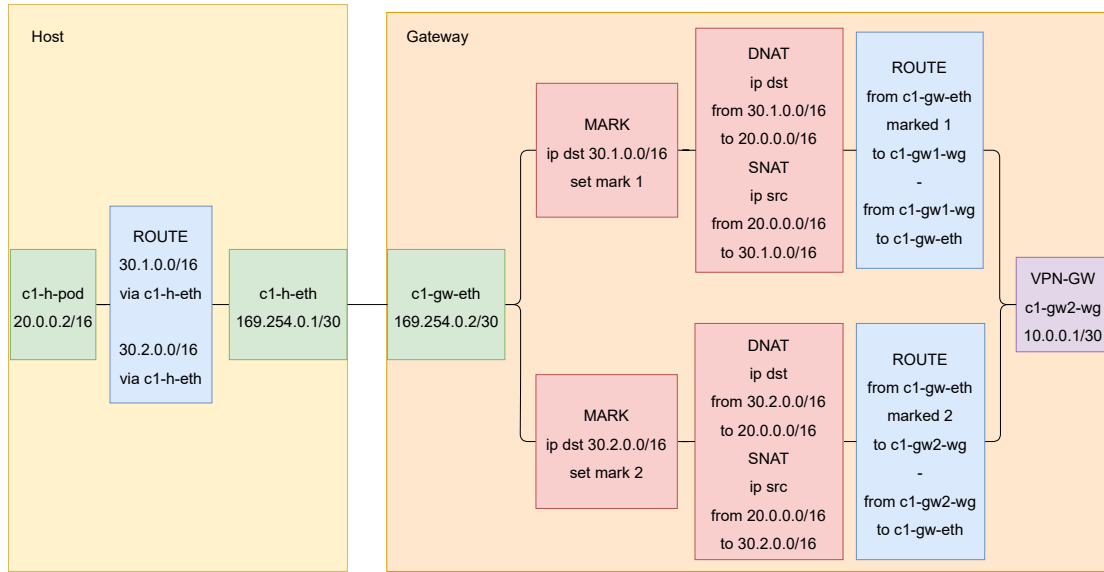 Host
c1-h-pod
20.0.0.2/16
ROUTE
30.1.0.0/16
via c1-h-eth
30.2.0.0/16
via c1-h-eth
c1-h-eth
169.254.0.1/30
Gateway
c1-gw-eth
169.254.0.2/30
MARK
ip dst 30.1.0.0/16
set mark 1
DNAT
ip dst
from 30.1.0.0/16
to 20.0.0.0/16
SNAT
ip src
from 20.0.0.0/16
to 30.1.0.0/16
ROUTE
from c1-gw-eth
marked 1
to c1-gw1-wg
-
from c1-gw1-wg
to c1-gw-eth
MARK
ip dst 30.2.0.0/16
set mark 2
DNAT
ip dst
from 30.2.0.0/16
to 20.0.0.0/16
SNAT
ip src
from 20.0.0.0/16
to 30.2.0.0/16
ROUTE
from c1-gw-eth
marked 2
to c1-gw2-wg
-
from c1-gw2-wg
to c1-gw-eth
VPN-GW
c1-gw2-wg
10.0.0.1/30